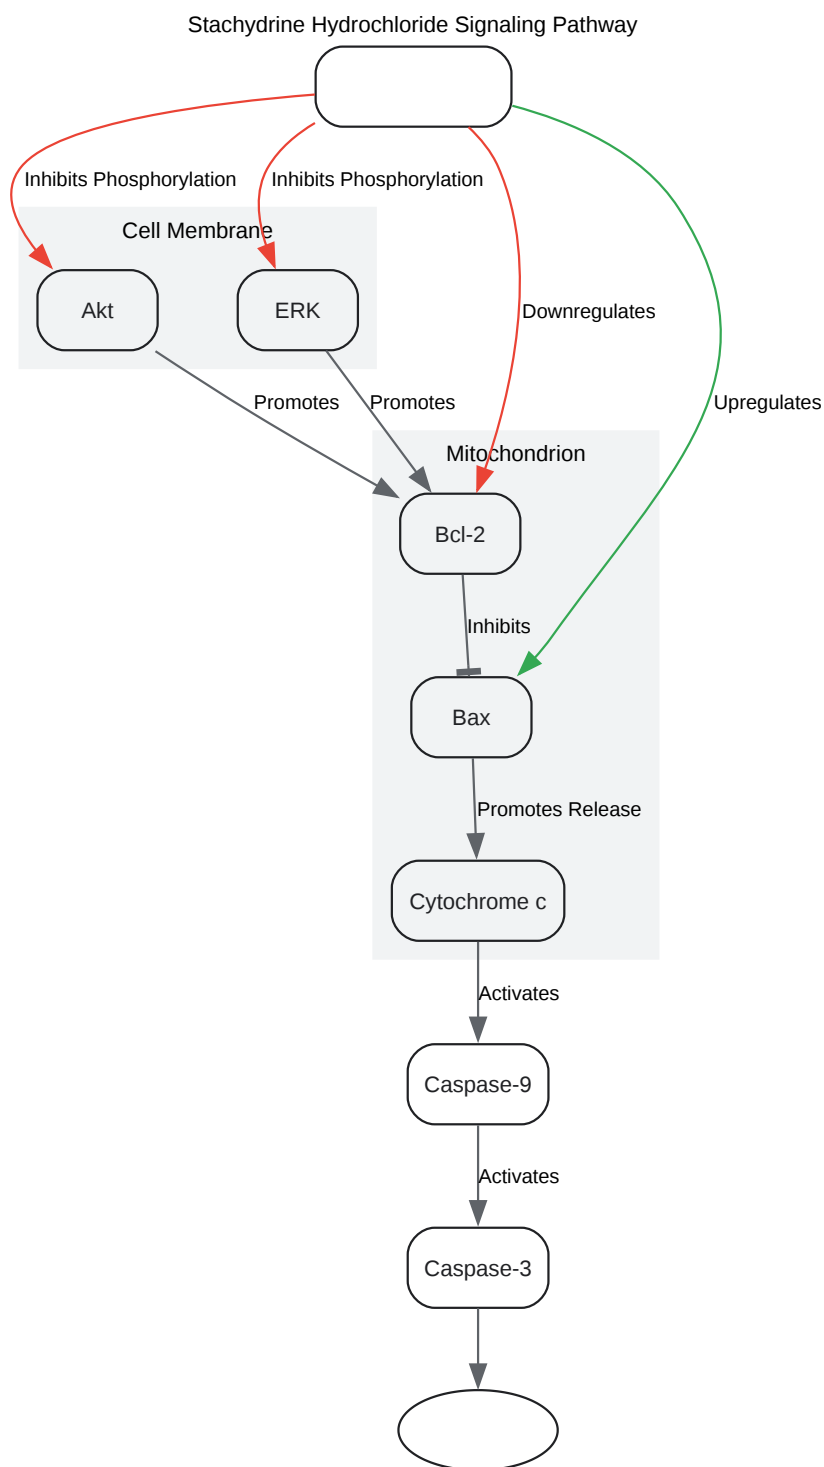 Stachydrine Hydrochloride Signaling Pathway
Inhibits Phosphorylation
Inhibits Phosphorylation
Cell Membrane
Akt
ERK
Downregulates
Promotes
Promotes
Upregulates
Mitochondrion
Bcl-2
Inhibits
Bax
Promotes Release
Cytochrome c
Activates
Caspase-9
Activates
Caspase-3